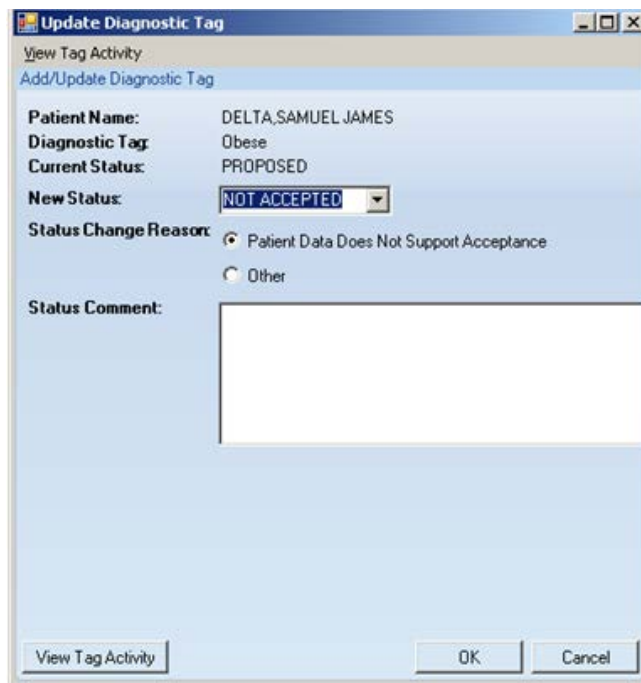 Update Diagnostic Tag
View Tag Activity
Add/Update Diagnostic Tag
Patient Name: DELTA,SAMUEL JAMES
Diagnostic Tag: Obese
Current Status: PROPOSED
New Status: NOT ACCEPTED
Status Change Reason: Patient Data Does Not Support Acceptance
Other
Status Comment:
View Tag Activity OK Cancel